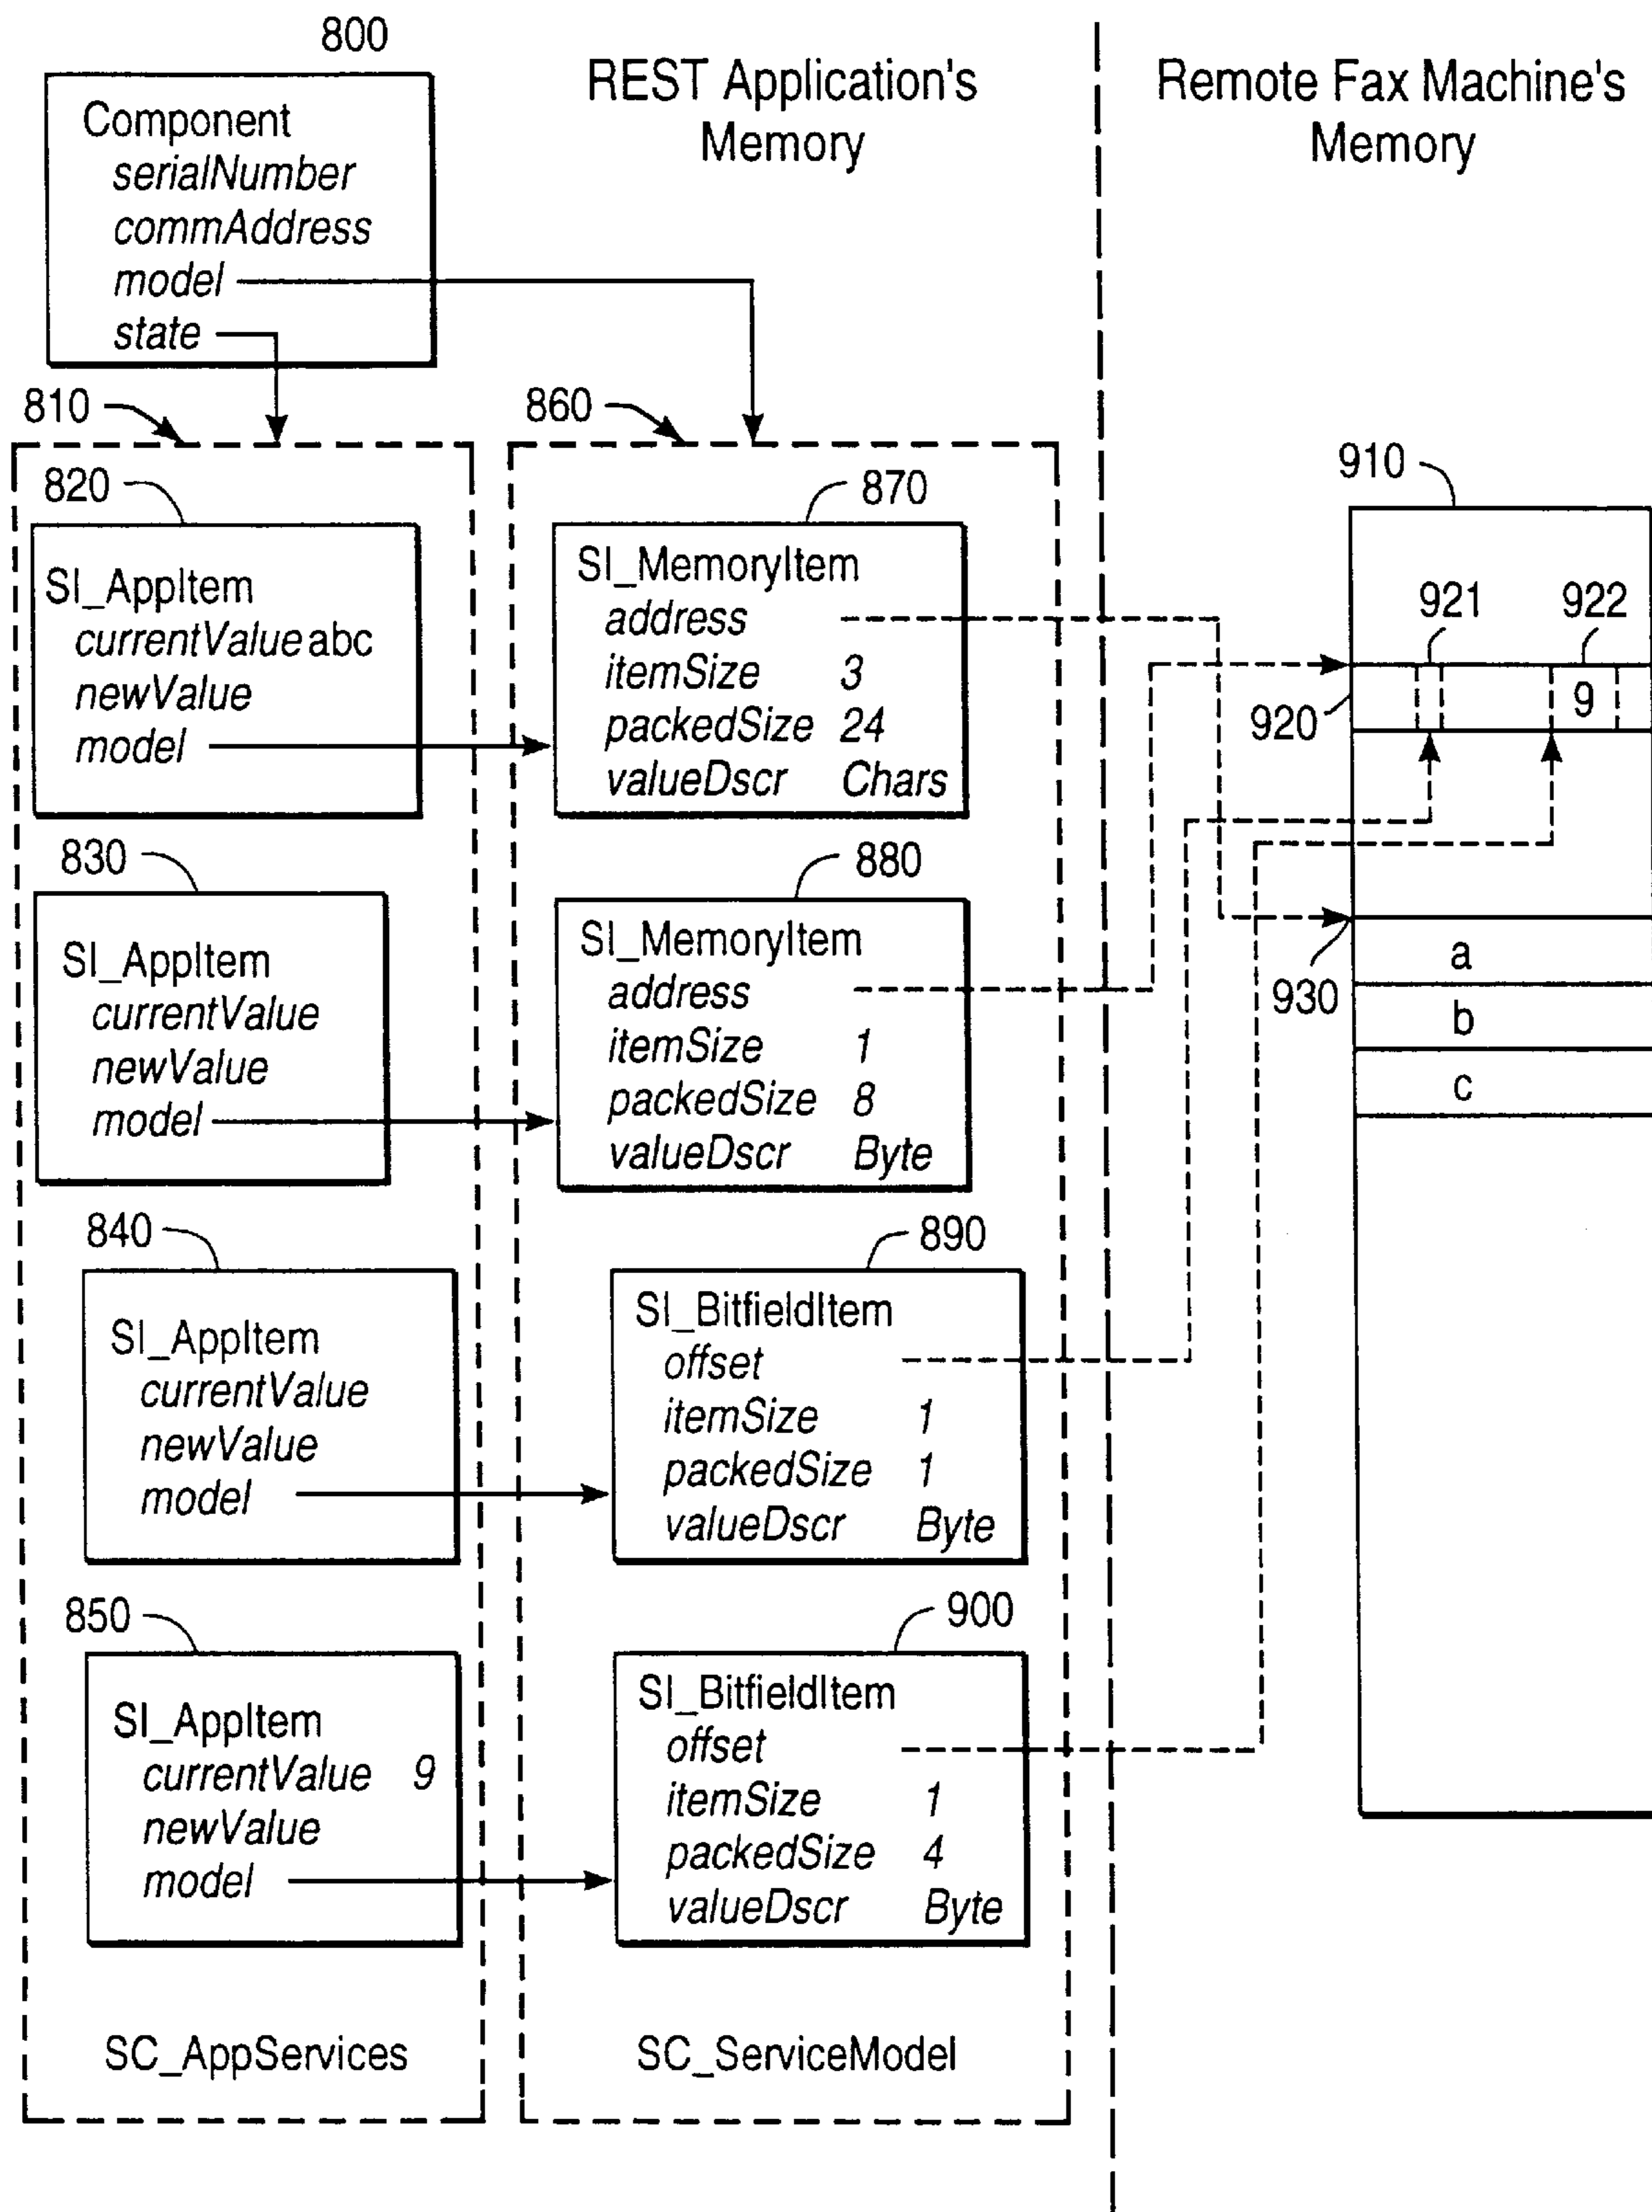 800
Component
serialNumber
commAddress
model
state
REST Application's
Memory
Remote Fax Machine's
Memory
810
820
SI_AppItem
currentValue abc
newValue
model
830
SI_AppItem
currentValue
newValue
model
840
SI_AppItem
currentValue
newValue
model
850
SI_AppItem
currentValue 9
newValue
model
SC_AppServices
860
870
SI_MemoryItem
address
itemSize 3
packedSize 24
valueDscr Chars
880
SI_MemoryItem
address
itemSize 1
packedSize 8
valueDscr Byte
890
SI_BitfieldItem
offset
itemSize 1
packedSize 1
valueDscr Byte
900
SI_BitfieldItem
offset
itemSize 1
packedSize 4
valueDscr Byte
SC_ServiceModel
910
921 922
920
9
930
a
b
c